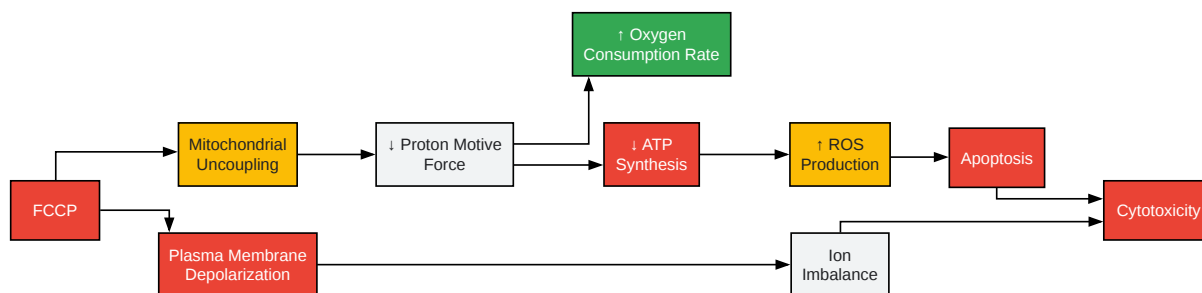 ↑ Oxygen
Consumption Rate
Mitochondrial
Uncoupling
↓ Proton Motive
Force
↓ ATP
Synthesis
↑ ROS
Production
Apoptosis
FCCP
Cytotoxicity
Plasma Membrane
Depolarization
Ion
Imbalance